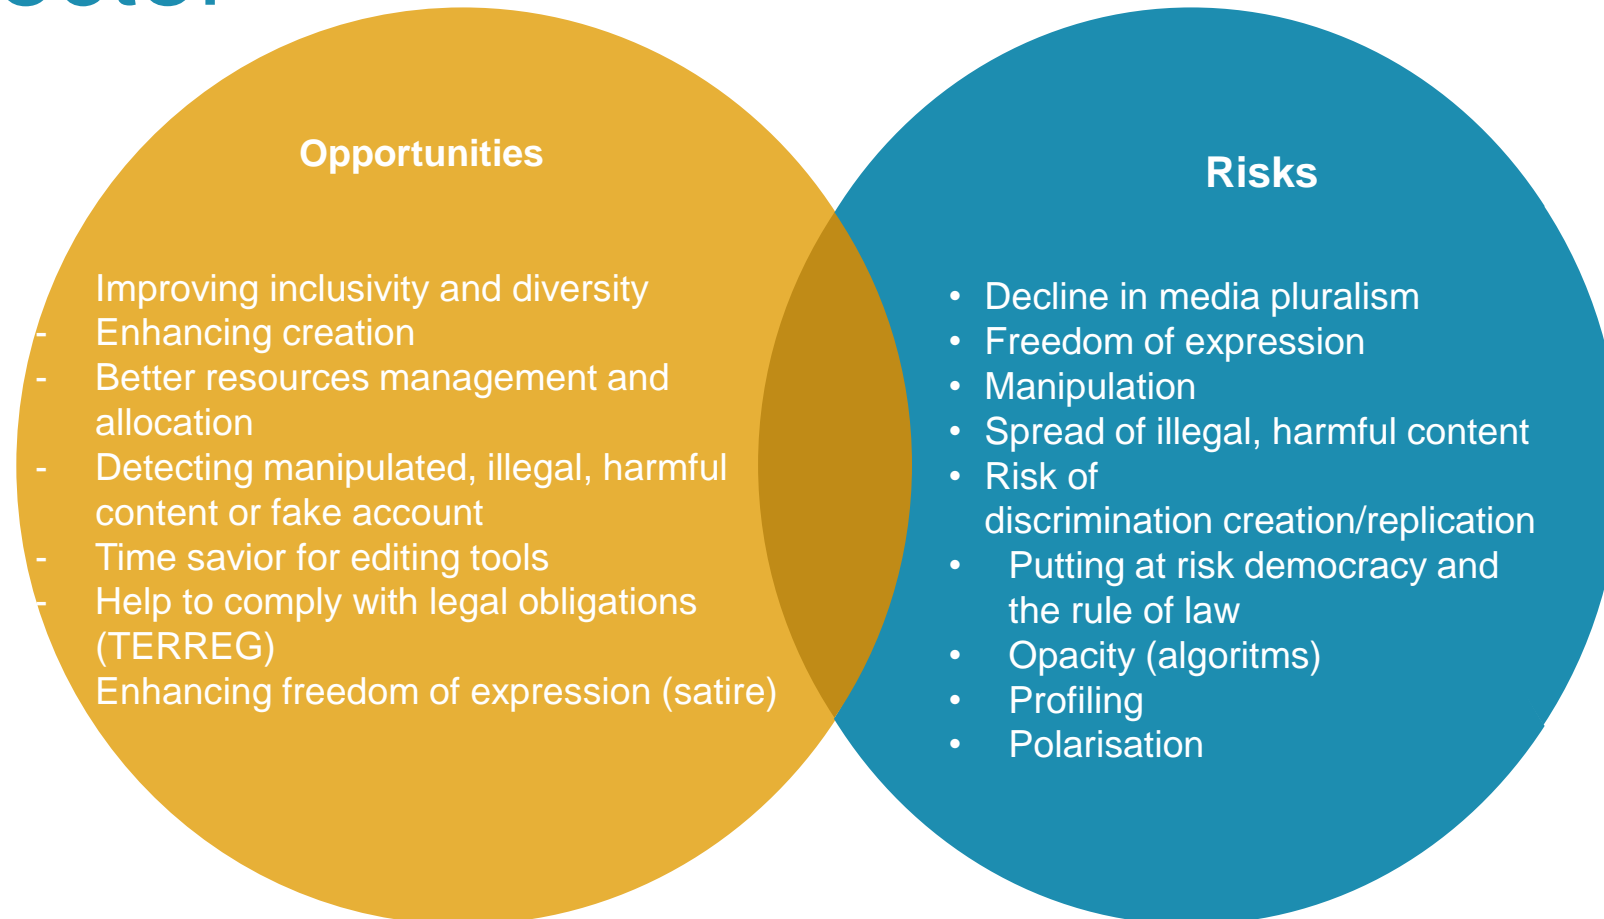 Opportunities
Improving inclusivity and diversity
- Enhancing creation
- Better resources management and
allocation
- Detecting manipulated, illegal, harmful
content or fake account
- Time savior for editing tools
- Help to comply with legal obligations
(TERREG)
Enhancing freedom of expression (satire)
Risks
• Decline in media pluralism
• Freedom of expression
• Manipulation
• Spread of illegal, harmful content
• Risk of
discrimination creation/replication
• Putting at risk democracy and
the rule of law
• Opacity (algoritms)
• Profiling
• Polarisation